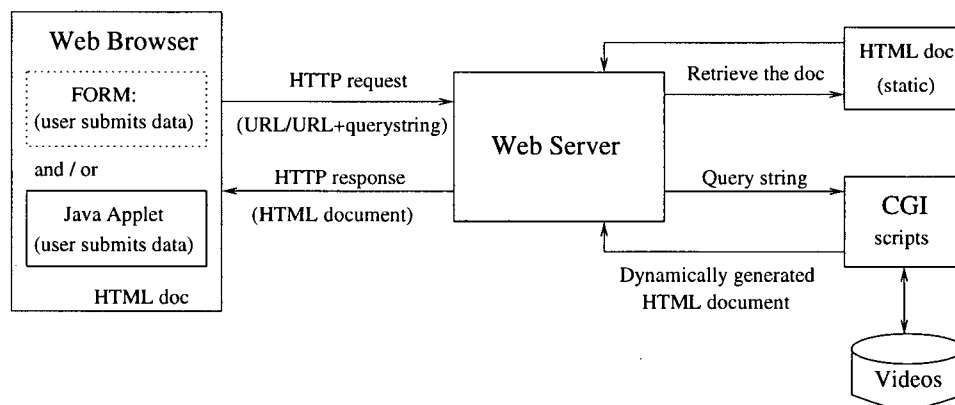 Web Browser
FORM:
(user submits data)
and / or
Java Applet
(user submits data)
HTML doc
HTTP request
(URL/URL+querystring)
HTTP response
(HTML document)
Web Server
Retrieve the doc
HTML doc
(static)
Query string
CGI
scripts
Dynamically generated
HTML document
Videos